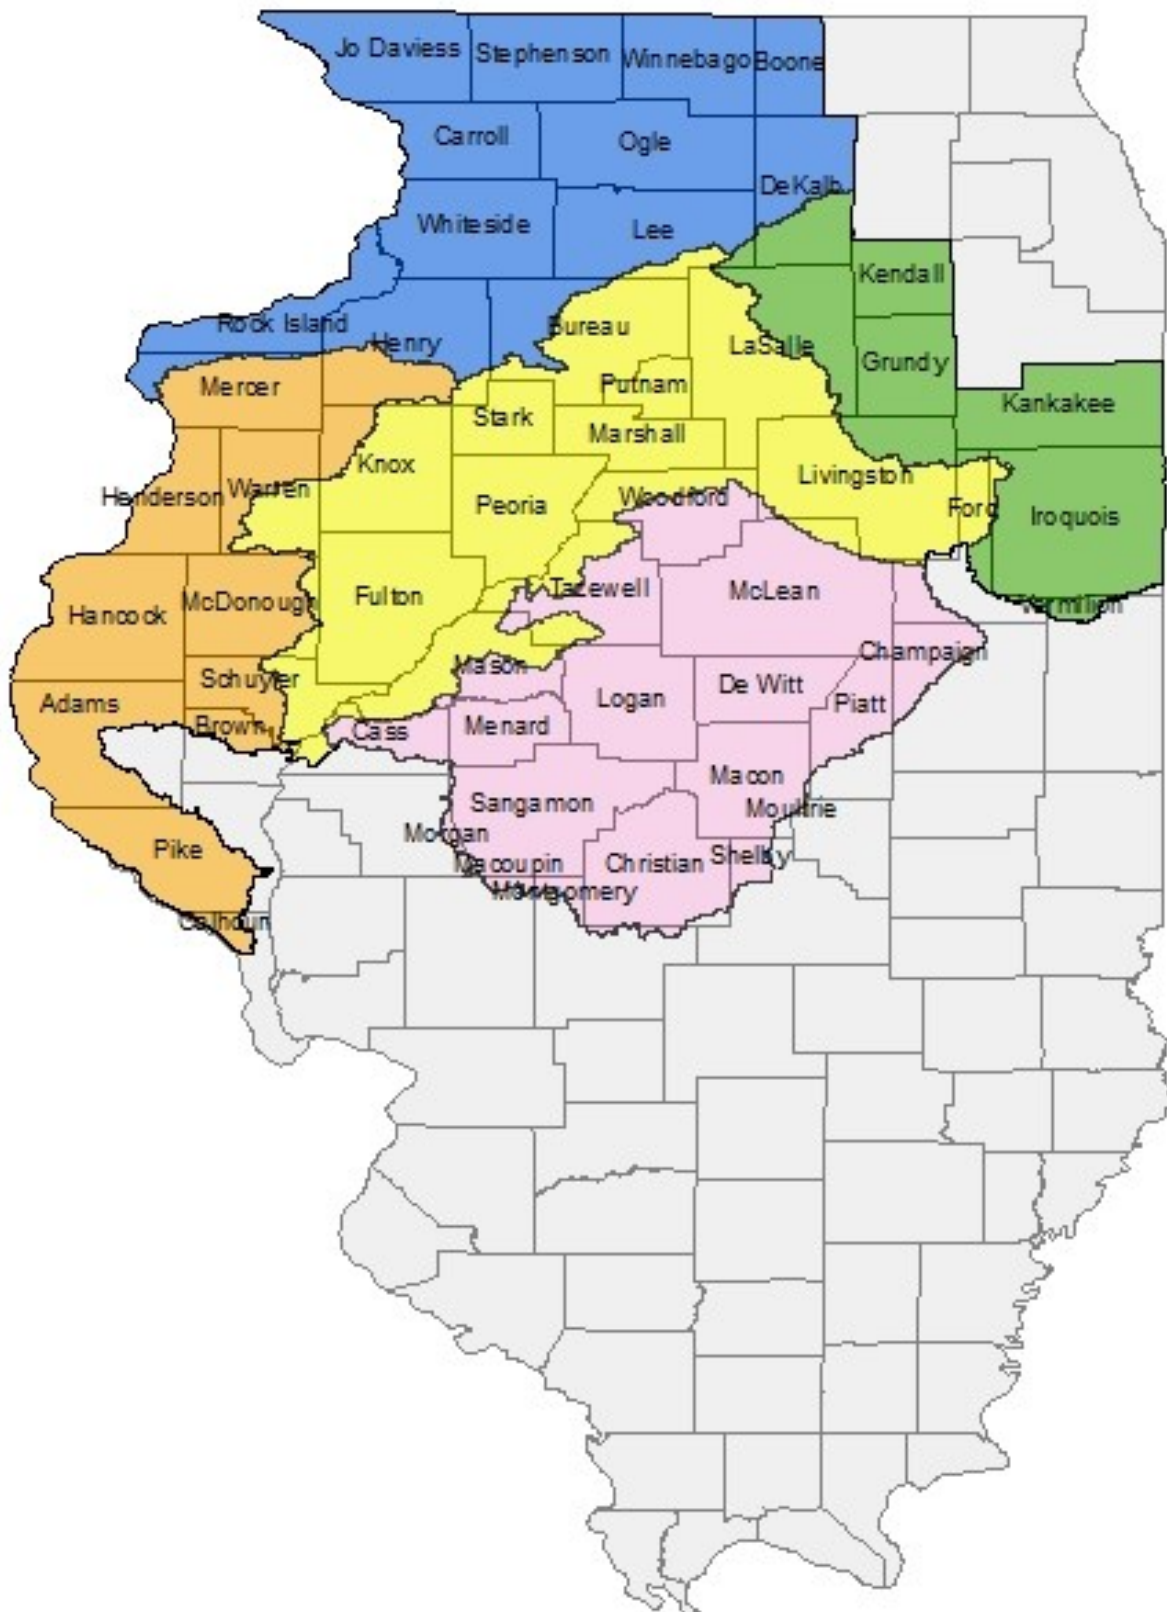 Jo Daviess
Stephenson
Winnebago
Boone
Carroll
Ogle
DeKalb
Whiteside
Lee
Kendall
Rock Island
Henry
Bureau
LaSalle
Grundy
Mercer
Putnam
Kankakee
Stark
Marshall
Knox
Henderson
Warren
Peoria
Woodford
Livingston
Ford
Iroquois
Hancock
McDonough
Fulton
Tazewell
McLean
Vermilion
Champaign
Schuyler
Mason
Adams
Logan
De Witt
Piatt
Brown
Cass
Menard
Macon
Sangamon
Moultrie
Morgan
Pike
Macoupin
Christian
Shelby
Montgomery
Calhoun